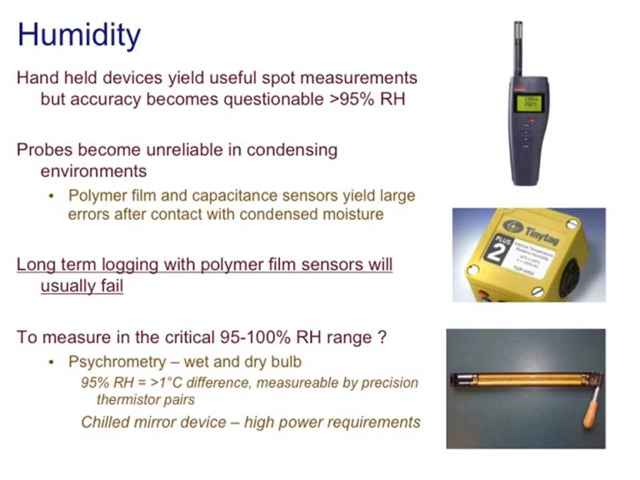 Humidity
Hand held devices yield useful spot measurements
but accuracy becomes questionable >95% RH
Probes become unreliable in condensing
environments
• Polymer film and capacitance sensors yield large
errors after contact with condensed moisture
Long term logging with polymer film sensors will
usually fail
To measure in the critical 95-100% RH range ?
• Psychrometry – wet and dry bulb
95% RH = >1°C difference, measureable by precision
thermistor pairs
Chilled mirror device – high power requirements
Tinytag
PLUS
2